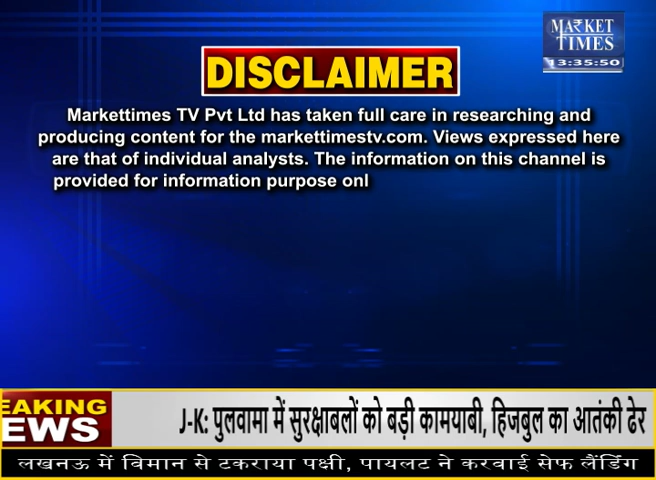 MARKET
TIMES
13:35:50
DISCLAIMER
Markettimes TV Pvt Ltd has taken full care in researching and
producing content for the markettimestv.com. Views expressed here
are that of individual analysts. The information on this channel is
provided for information purpose onl
EAKING
EWS
J-K: पुलवामा में सुरक्षाबलों को बड़ी कामयाबी, हिजबुल का आतंकी ढेर
लखनऊ में विमान से टकराया पक्षी, पायलट ने करवाई सेफ लैंडिंग